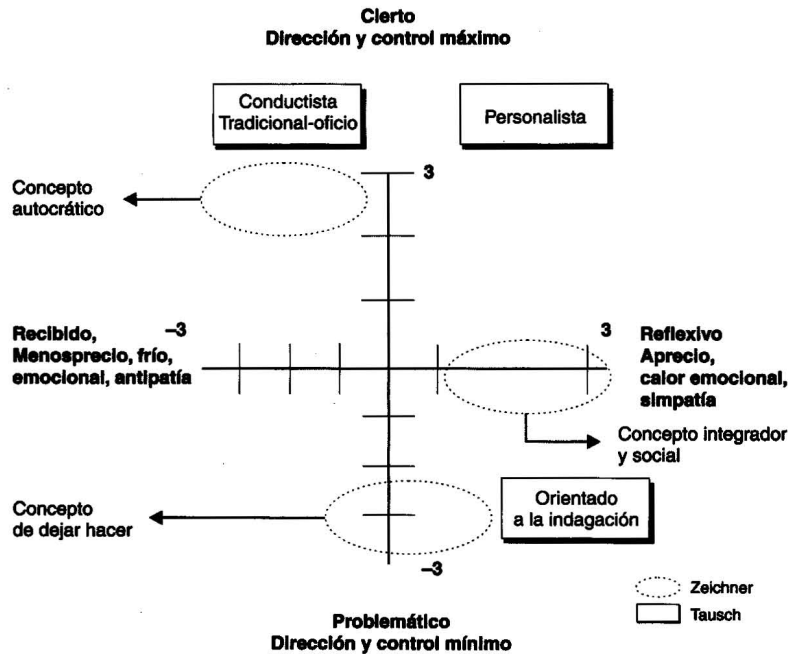 Cierto
Dirección y control máximo
Conductista
Tradicional-oficio
Personalista
3
Concepto
autocrático
Recibido,
Menosprecio, frío,
emocional, antipatía
–3
3
Reflexivo
Aprecio,
calor emocional,
simpatía
Concepto integrador
y social
Concepto
de dejar hacer
Orientado
a la indagación
–3
Zeichner
Tausch
Problemático
Dirección y control mínimo